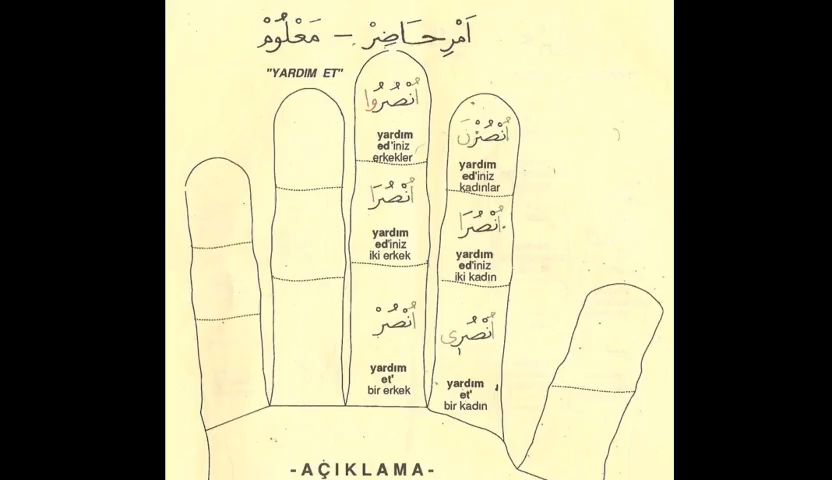 اَمْرِ حَاضِرْ - مَعْلُومْ
"YARDIM ET"
اُنْصُرُوا
yardım
ed'iniz
erkekler
اُنْصُرَا
yardım
ed'iniz
iki erkek
اُنْصُرْ
yardım
et'
bir erkek
اُنْصُرْنَ
yardım
ed'iniz
kadınlar
اُنْصُرَا
yardım
ed'iniz
iki kadın
اُنْصُرِي
yardım
et'
bir kadın
-AÇIKLAMA-